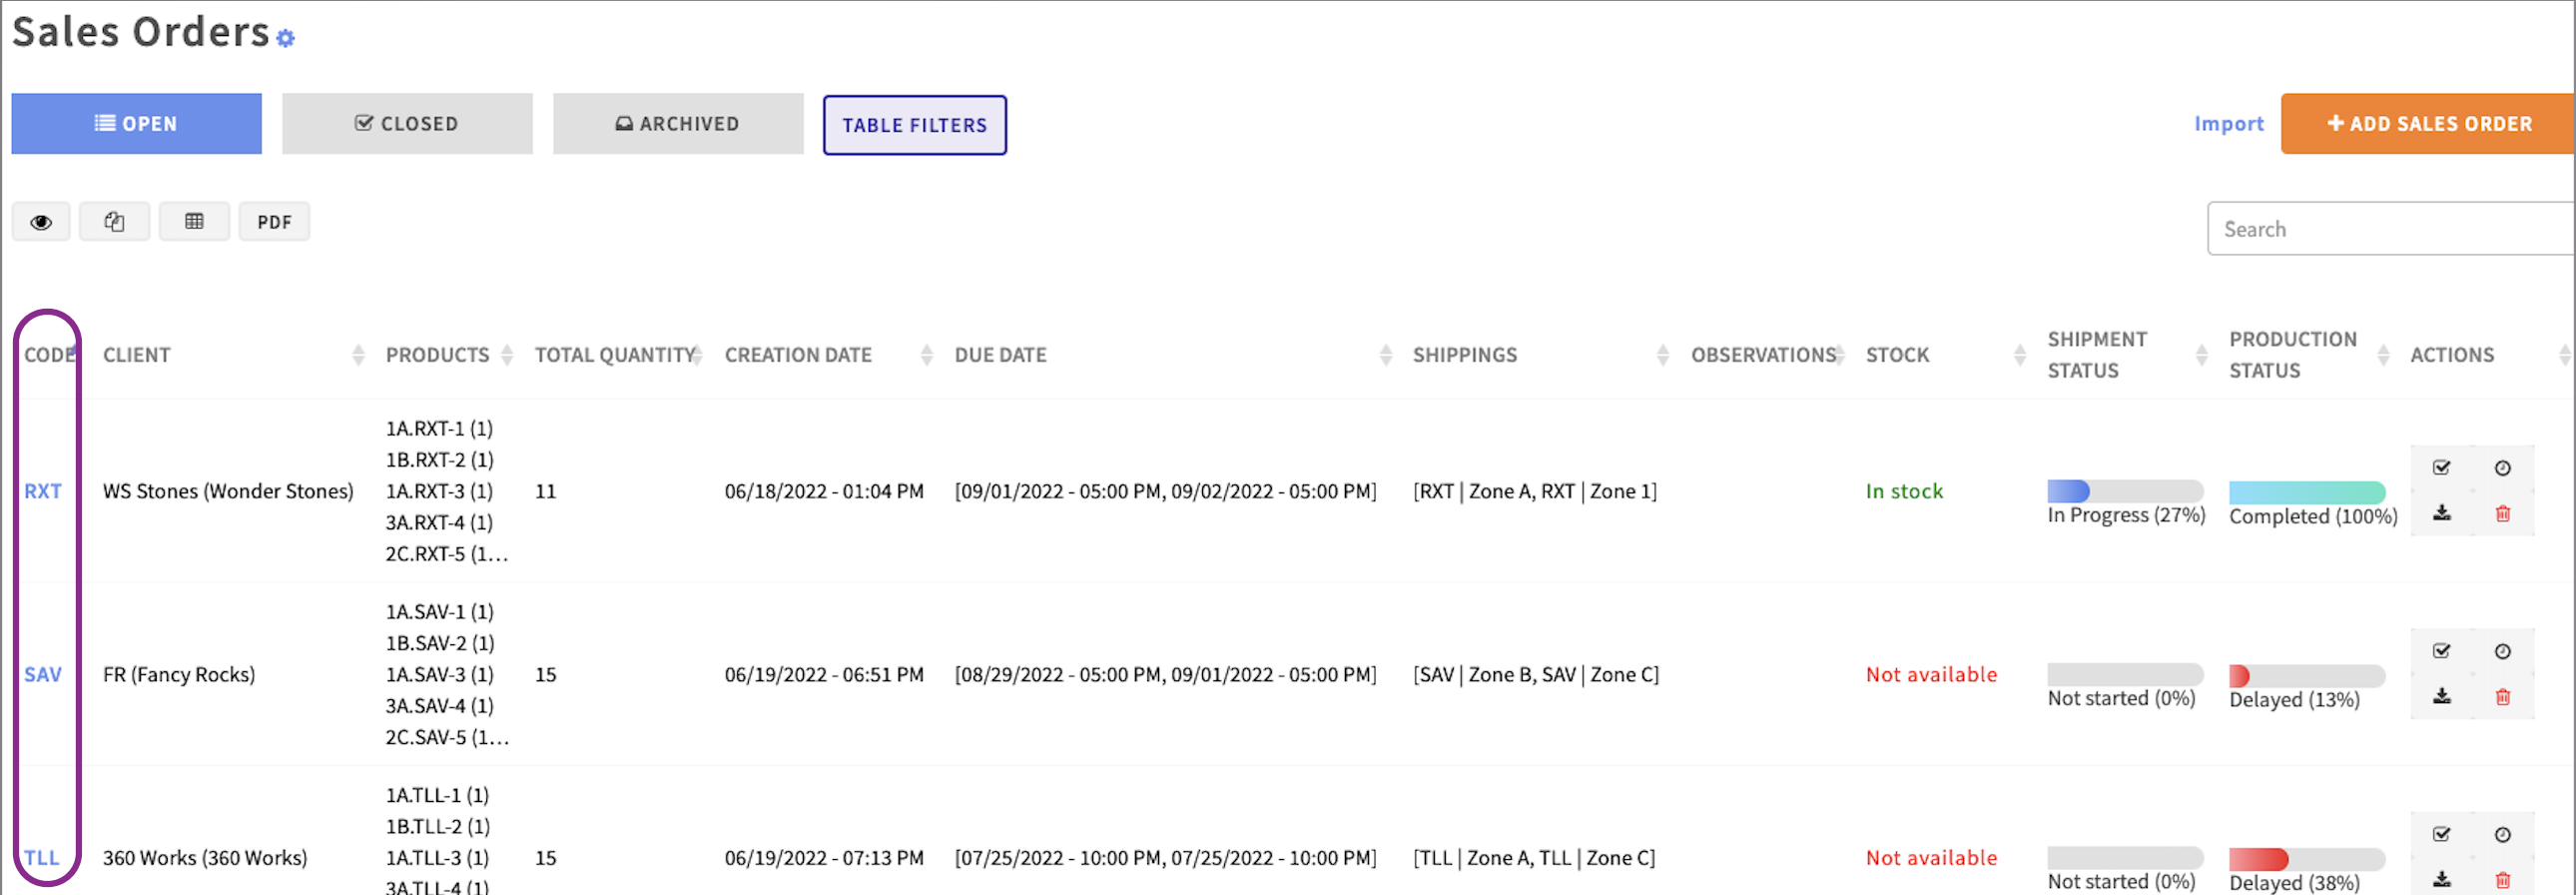 Sales Orders
OPEN CLOSED ARCHIVED TABLE FILTERS Import + ADD SALES ORDER
PDF Search
CODE CLIENT PRODUCTS TOTAL QUANTITY CREATION DATE DUE DATE SHIPPINGS OBSERVATIONS STOCK SHIPMENT STATUS PRODUCTION STATUS ACTIONS
1A.RXT-1 (1)
1B.RXT-2 (1)
RXT WS Stones (Wonder Stones) 1A.RXT-3 (1) 11 06/18/2022 - 01:04 PM [09/01/2022 - 05:00 PM, 09/02/2022 - 05:00 PM] [RXT | Zone A, RXT | Zone 1] In stock In Progress (27%) Completed (100%)
3A.RXT-4 (1)
2C.RXT-5 (1...
1A.SAV-1 (1)
1B.SAV-2 (1)
SAV FR (Fancy Rocks) 1A.SAV-3 (1) 15 06/19/2022 - 06:51 PM [08/29/2022 - 05:00 PM, 09/01/2022 - 05:00 PM] [SAV | Zone B, SAV | Zone C] Not available Not started (0%) Delayed (13%)
3A.SAV-4 (1)
2C.SAV-5 (1...
1A.TLL-1 (1)
1B.TLL-2 (1)
TLL 360 Works (360 Works) 1A.TLL-3 (1) 15 06/19/2022 - 07:13 PM [07/25/2022 - 10:00 PM, 07/25/2022 - 10:00 PM] [TLL | Zone A, TLL | Zone C] Not available Not started (0%) Delayed (38%)
3A.TLL-4 (1)